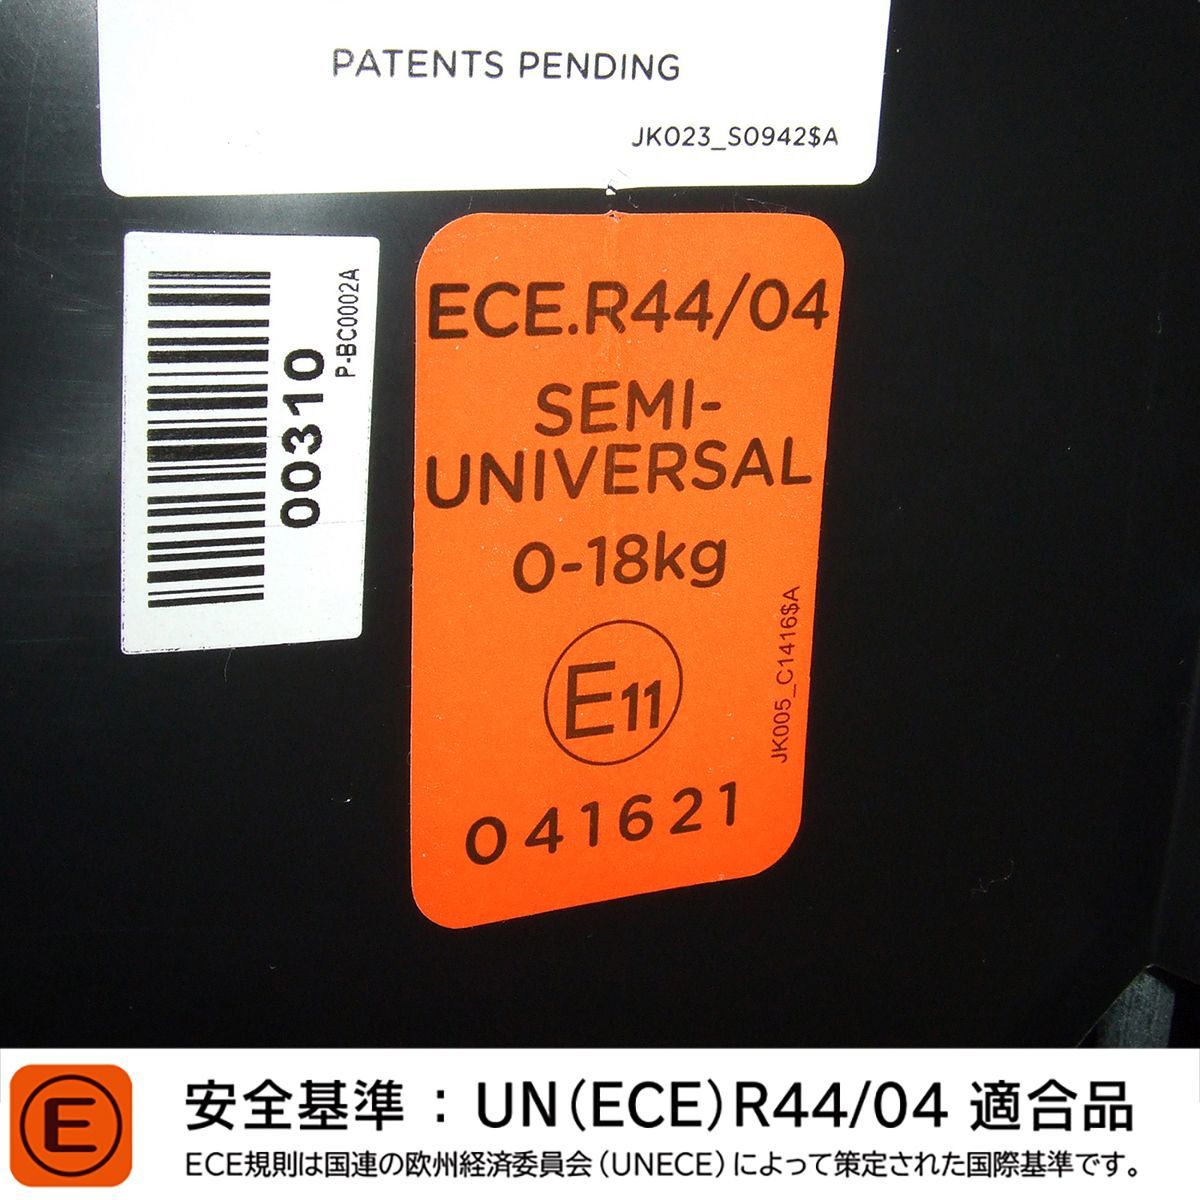 PATENTS PENDING
JK023_S0942$A
P-BC0002A
00310
ECE.R44/04
SEMI-
UNIVERSAL
0-18kg
E11
JK005_C1416$A
041621
E
安全基準：UN(ECE)R44/04 適合品
ECE規則は国連の欧州経済委員会(UNECE)によって策定された国際基準です。